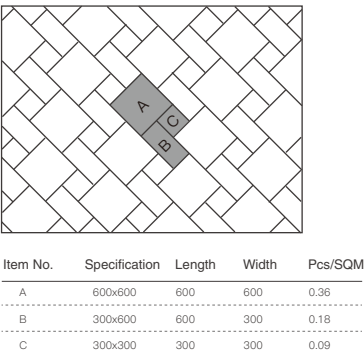 A
C
B
Item No. Specification Length Width Pcs/SQM
A 600x600 600 600 0.36
B 300x600 600 300 0.18
C 300x300 300 300 0.09